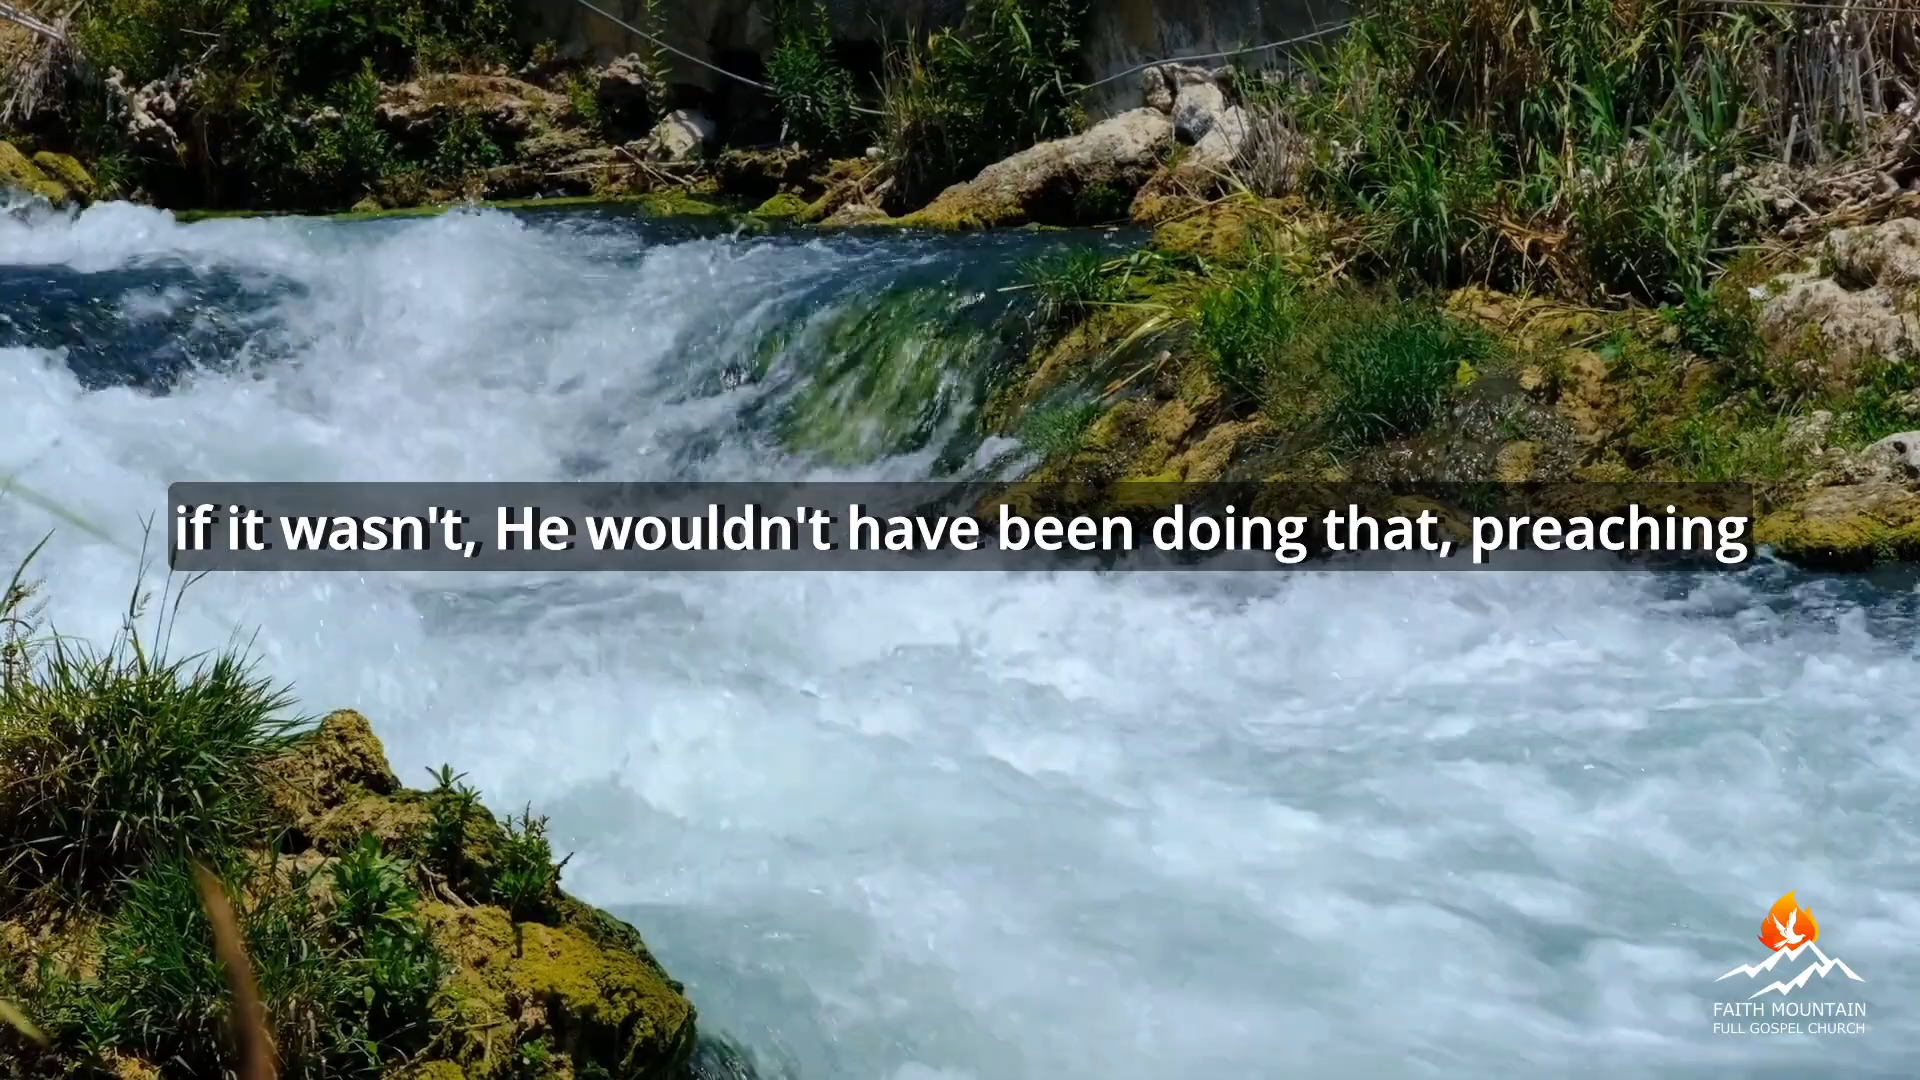 if it wasn't, He wouldn't have been doing that, preaching
FAITH MOUNTAIN
FULL GOSPEL CHURCH